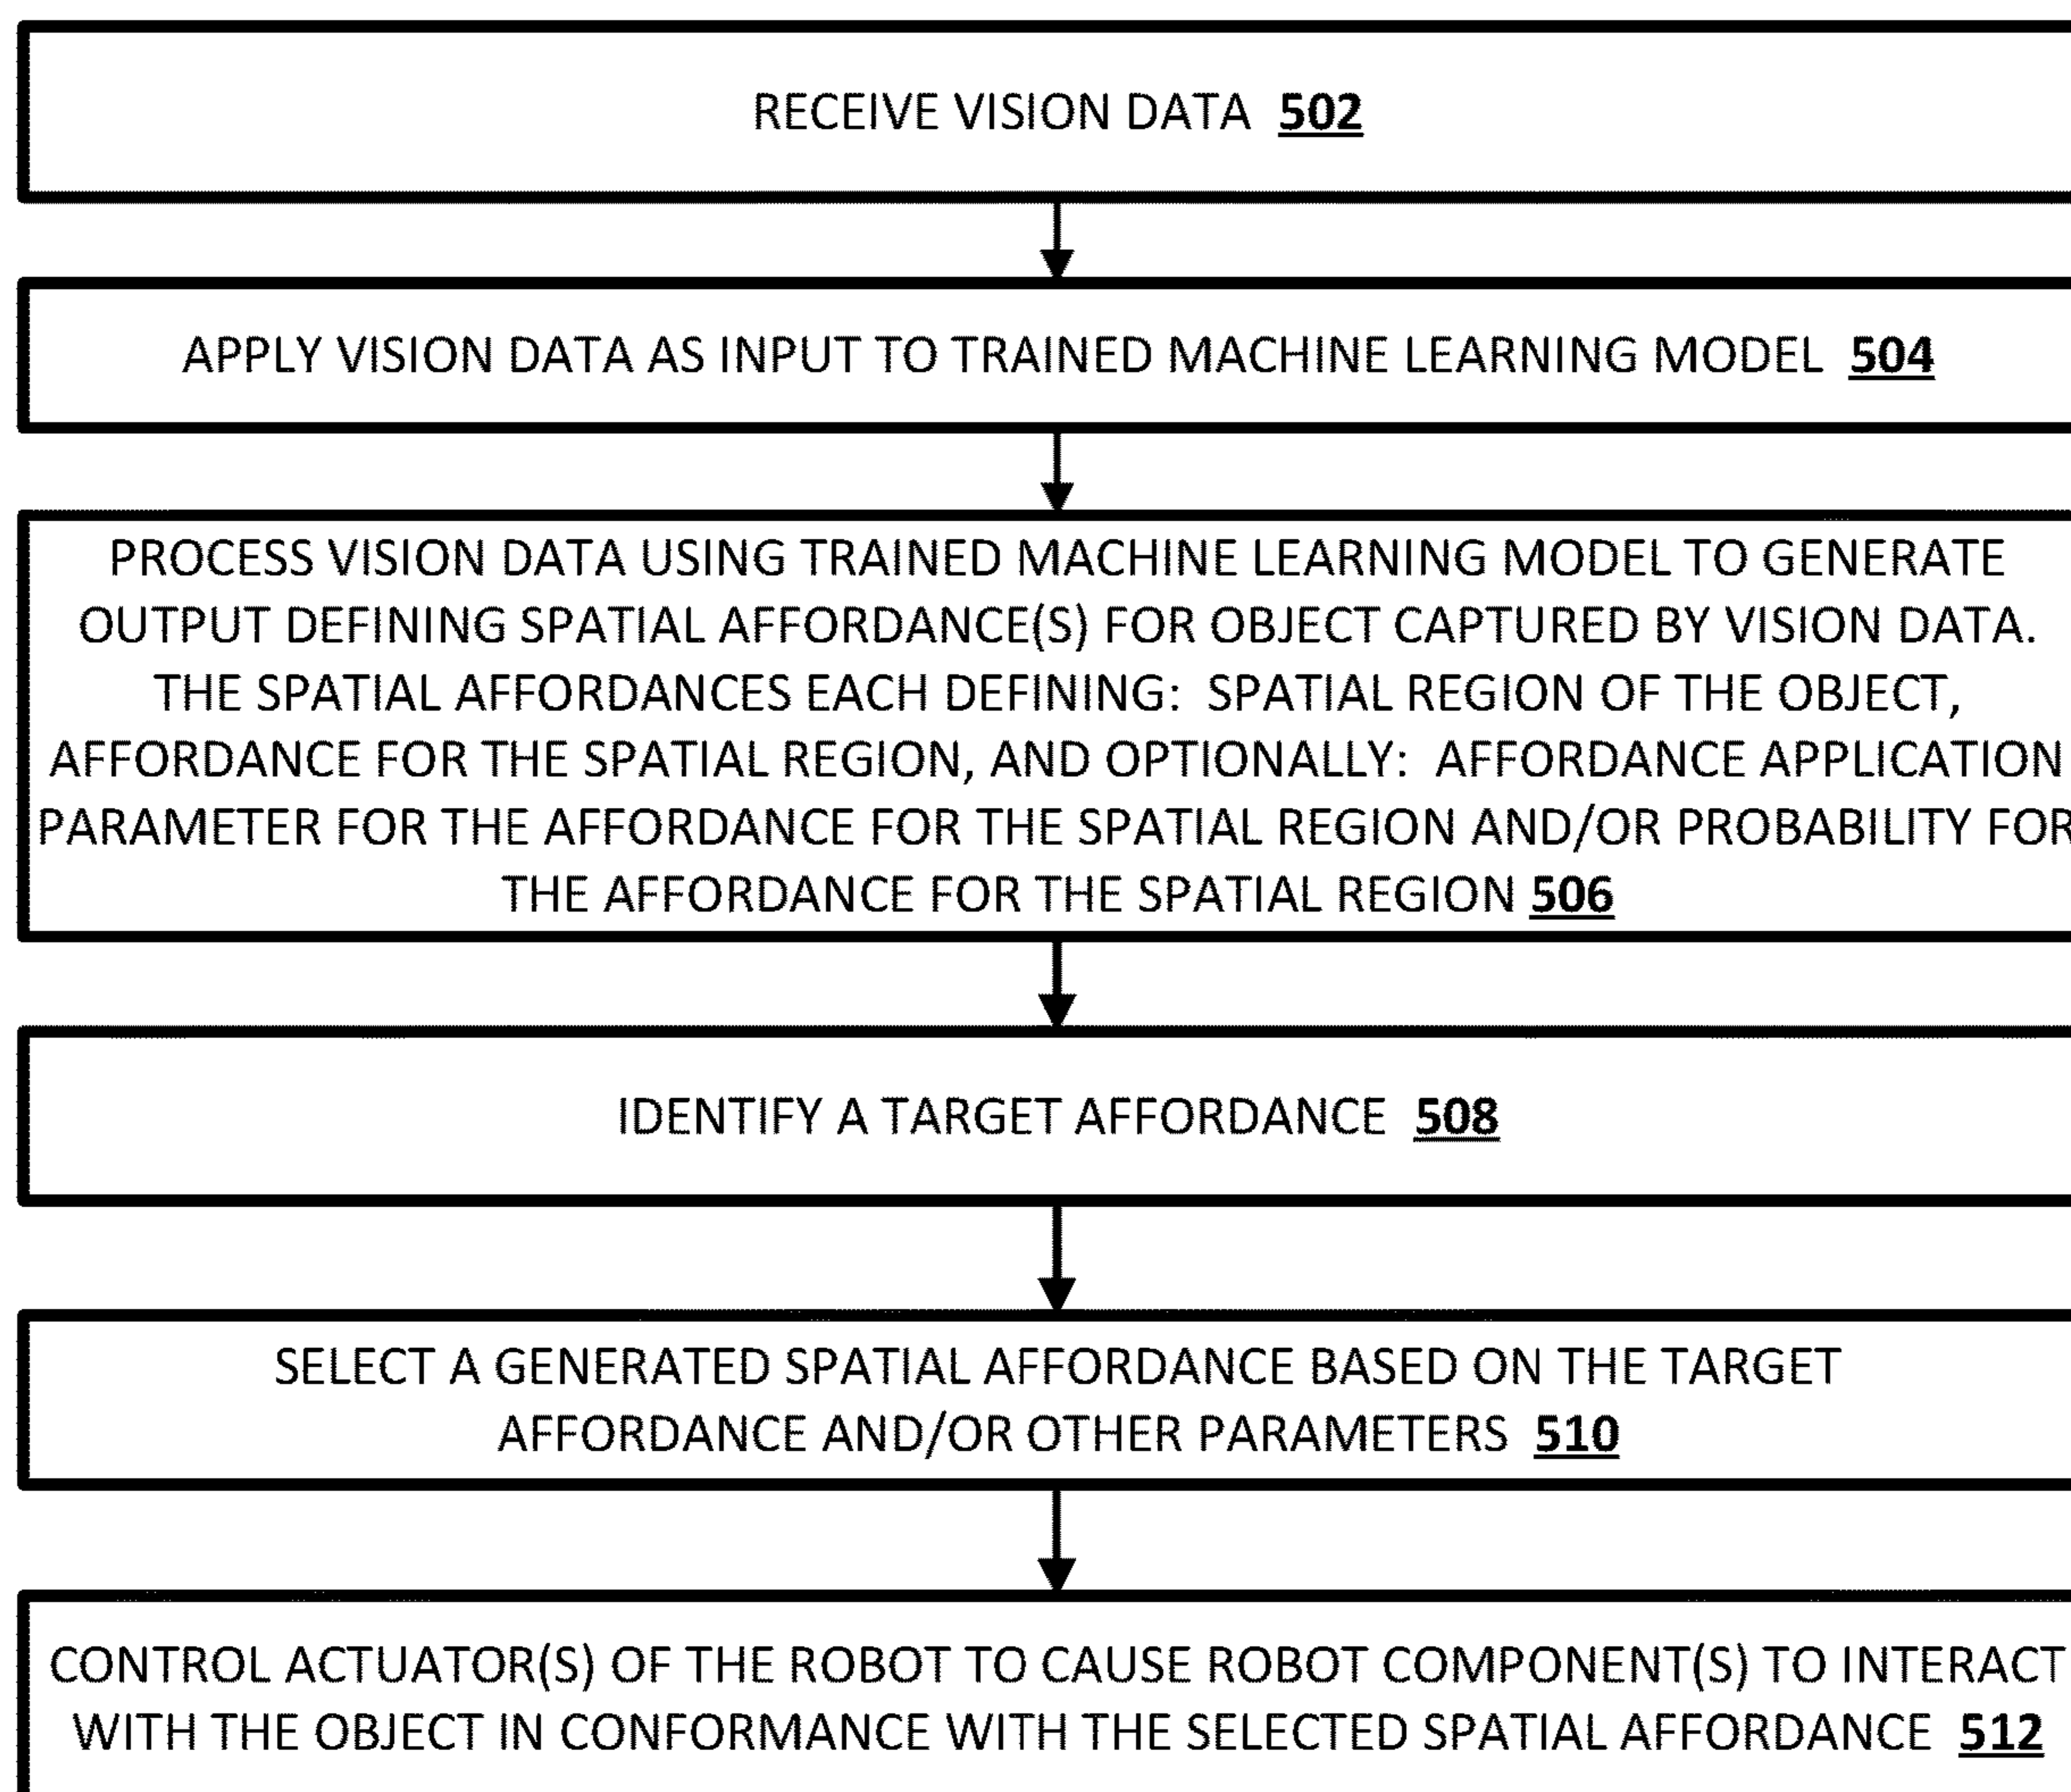 RECEIVE VISION DATA 502
APPLY VISION DATA AS INPUT TO TRAINED MACHINE LEARNING MODEL 504
PROCESS VISION DATA USING TRAINED MACHINE LEARNING MODEL TO GENERATE
OUTPUT DEFINING SPATIAL AFFORDANCE(S) FOR OBJECT CAPTURED BY VISION DATA.
THE SPATIAL AFFORDANCES EACH DEFINING: SPATIAL REGION OF THE OBJECT,
AFFORDANCE FOR THE SPATIAL REGION, AND OPTIONALLY: AFFORDANCE APPLICATION
PARAMETER FOR THE AFFORDANCE FOR THE SPATIAL REGION AND/OR PROBABILITY FOR
THE AFFORDANCE FOR THE SPATIAL REGION 506
IDENTIFY A TARGET AFFORDANCE 508
SELECT A GENERATED SPATIAL AFFORDANCE BASED ON THE TARGET
AFFORDANCE AND/OR OTHER PARAMETERS 510
CONTROL ACTUATOR(S) OF THE ROBOT TO CAUSE ROBOT COMPONENT(S) TO INTERACT
WITH THE OBJECT IN CONFORMANCE WITH THE SELECTED SPATIAL AFFORDANCE 512